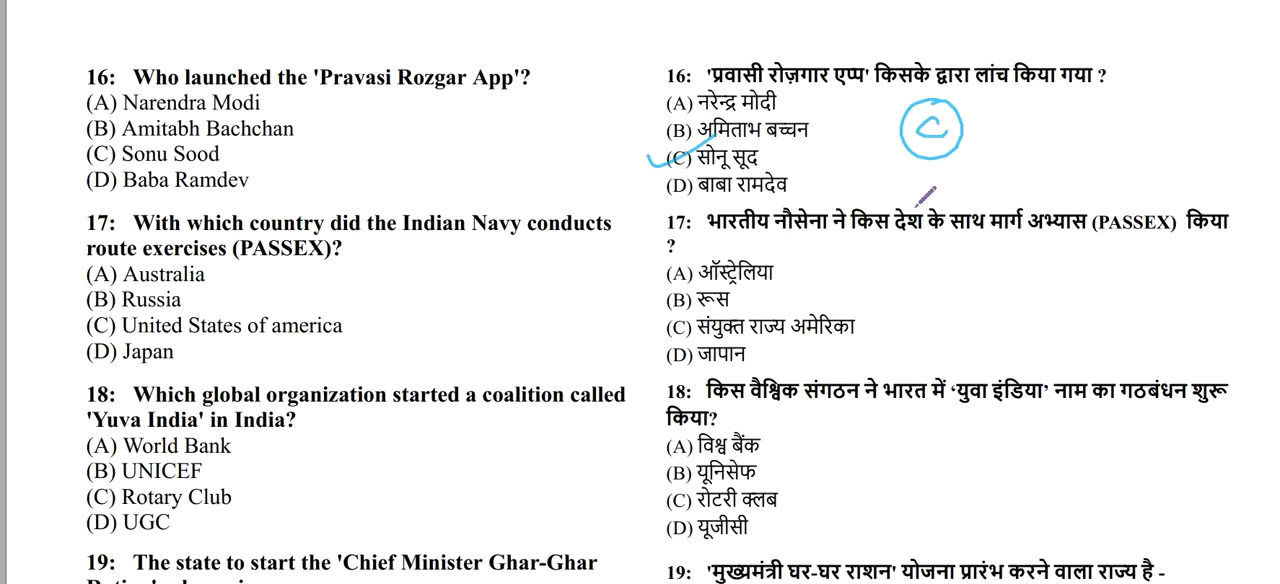 16: Who launched the 'Pravasi Rozgar App'?
(A) Narendra Modi
(B) Amitabh Bachchan
(C) Sonu Sood
(D) Baba Ramdev
17: With which country did the Indian Navy conducts
route exercises (PASSEX)?
(A) Australia
(B) Russia
(C) United States of america
(D) Japan
18: Which global organization started a coalition called
'Yuva India' in India?
(A) World Bank
(B) UNICEF
(C) Rotary Club
(D) UGC
19: The state to start the 'Chief Minister Ghar-Ghar
16: 'प्रवासी रोज़गार एप्प' किसके द्वारा लांच किया गया ?
(A) नरेन्द्र मोदी
(B) अमिताभ बच्चन
(C) सोनू सूद
(D) बाबा रामदेव
C
17: भारतीय नौसेना ने किस देश के साथ मार्ग अभ्यास (PASSEX) किया
?
(A) ऑस्ट्रेलिया
(B) रूस
(C) संयुक्त राज्य अमेरिका
(D) जापान
18: किस वैश्विक संगठन ने भारत में ‘युवा इंडिया’ नाम का गठबंधन शुरू
किया?
(A) विश्व बैंक
(B) यूनिसेफ
(C) रोटरी क्लब
(D) यूजीसी
19: 'मुख्यमंत्री घर-घर राशन' योजना प्रारंभ करने वाला राज्य है -